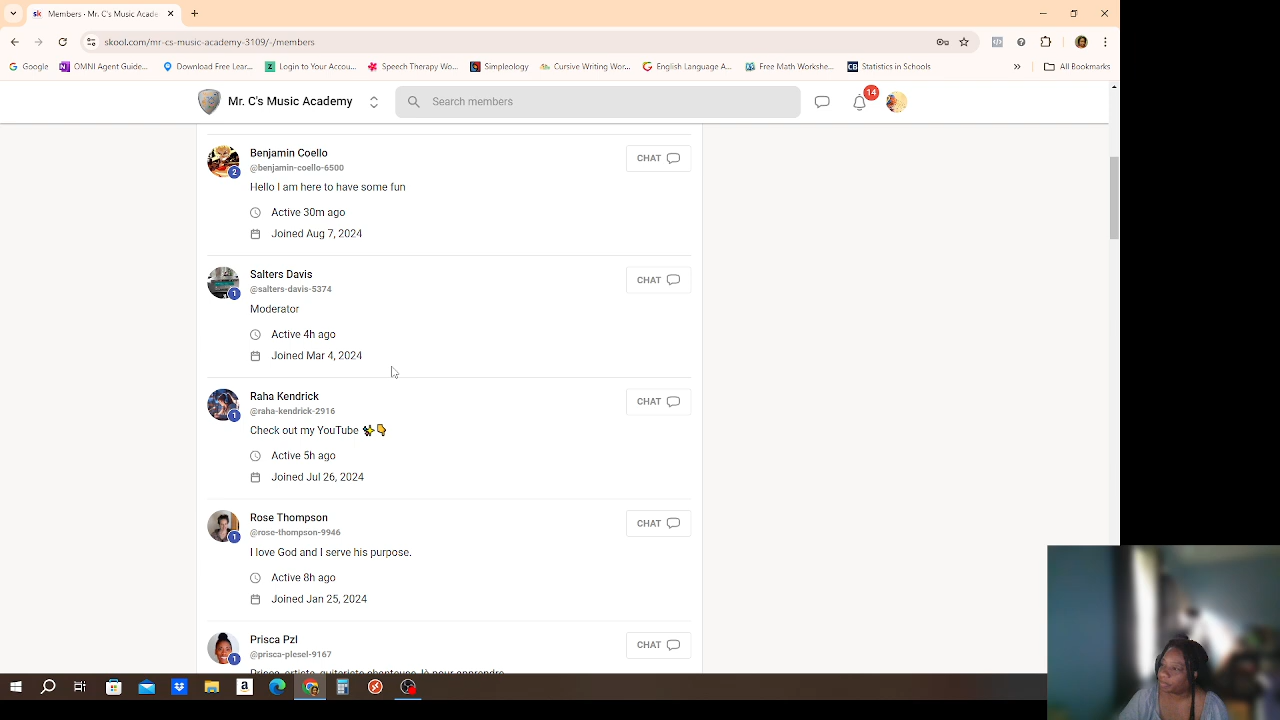 Members - Mr. C's Music Acade
skool.com/mr-cs-music-academy-3109/-/members
Google
OMNI Agent Guide...
Download Free Lear...
Login to Your Accou...
Speech Therapy Wo...
Simpleology
Cursive Writing Wor...
English Language A...
Free Math Workshe...
Statistics in Schools
»
All Bookmarks
Mr. C's Music Academy
Search members
14
Benjamin Coello
CHAT
@benjamin-coello-6500
2
Hello I am here to have some fun
Active 30m ago
Joined Aug 7, 2024
Salters Davis
CHAT
@salters-davis-5374
1
Moderator
Active 4h ago
Joined Mar 4, 2024
Raha Kendrick
CHAT
@raha-kendrick-2916
1
Check out my YouTube ✨👇
Active 5h ago
Joined Jul 26, 2024
Rose Thompson
CHAT
@rose-thompson-9946
1
I love God and I serve his purpose.
Active 8h ago
Joined Jan 25, 2024
Prisca Pzl
CHAT
@prisca-plesel-9167
1